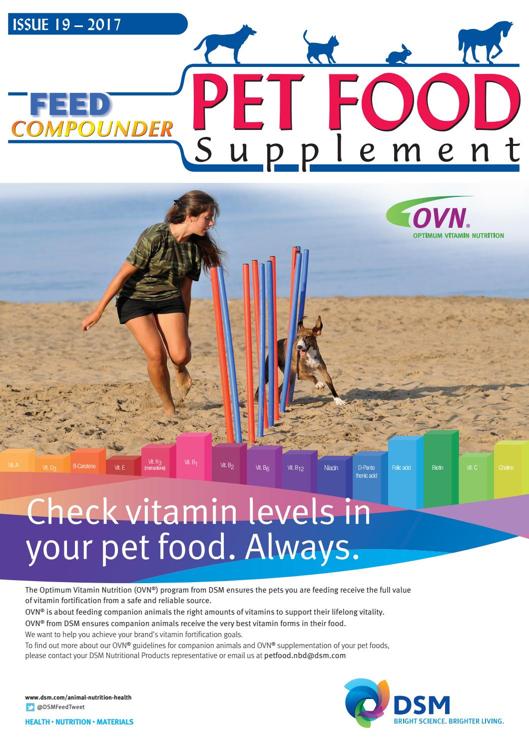 ISSUE 19 – 2017
FEED
COMPOUNDER
PET FOOD
Supplement
OVN®
OPTIMUM VITAMIN NUTRITION
Vit. A
Vit. D3
B-Carotene
Vit. E
Vit. K3
(menadione)
Vit. B1
Vit. B2
Vit. B6
Vit. B12
Niacin
D-Panto
thenic acid
Folic acid
Biotin
Vit. C
Choline
Check vitamin levels in
your pet food. Always.
The Optimum Vitamin Nutrition (OVN®) program from DSM ensures the pets you are feeding receive the full value
of vitamin fortification from a safe and reliable source.
OVN® is about feeding companion animals the right amounts of vitamins to support their lifelong vitality.
OVN® from DSM ensures companion animals receive the very best vitamin forms in their food.
We want to help you achieve your brand's vitamin fortification goals.
To find out more about our OVN® guidelines for companion animals and OVN® supplementation of your pet foods,
please contact your DSM Nutritional Products representative or email us at petfood.nbd@dsm.com
www.dsm.com/animal-nutrition-health
@DSMFeedTweet
HEALTH • NUTRITION • MATERIALS
DSM
BRIGHT SCIENCE. BRIGHTER LIVING.